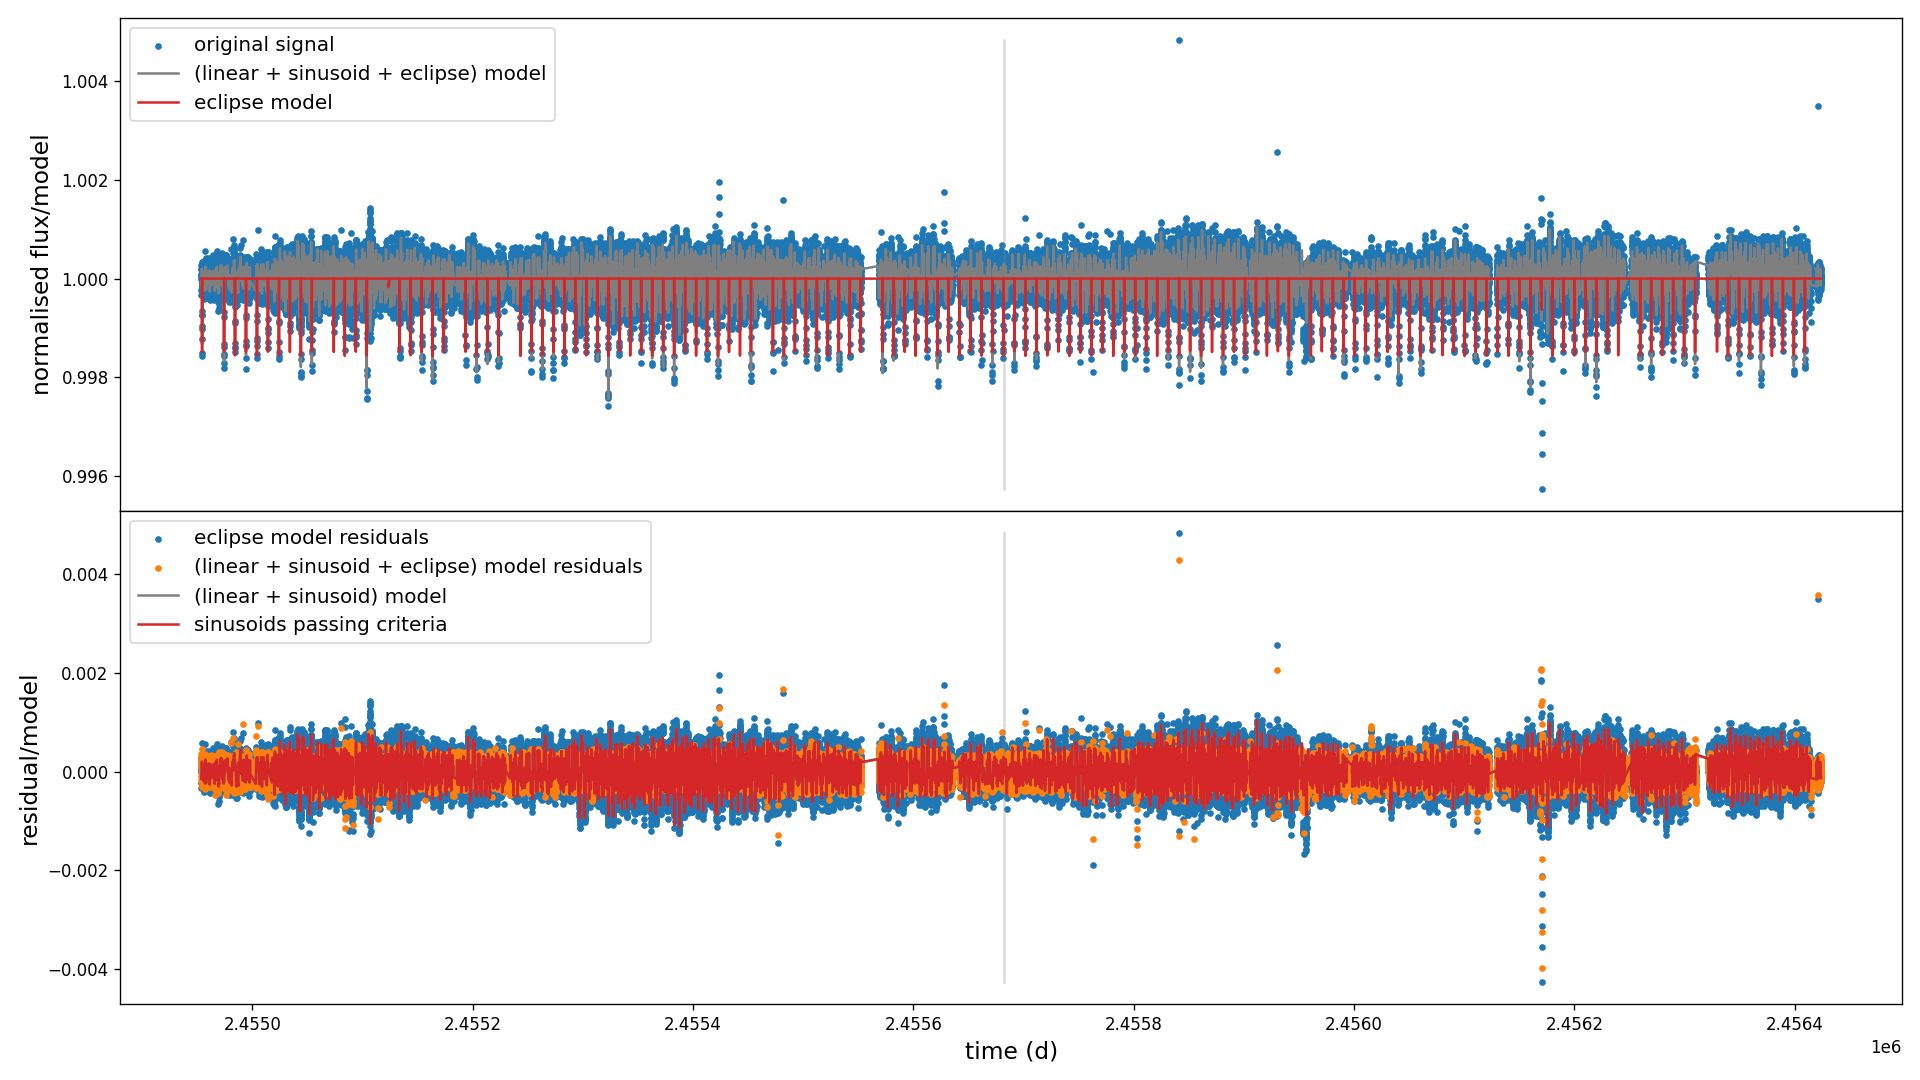 original signal
(linear + sinusoid + eclipse) model
eclipse model
1.004
1.002
1.000
0.998
0.996
normalised flux/model
eclipse model residuals
(linear + sinusoid + eclipse) model residuals
(linear + sinusoid) model
sinusoids passing criteria
0.004
0.002
0.000
−0.002
−0.004
residual/model
2.4550
2.4552
2.4554
2.4556
2.4558
2.4560
2.4562
2.4564
time (d)
1e6